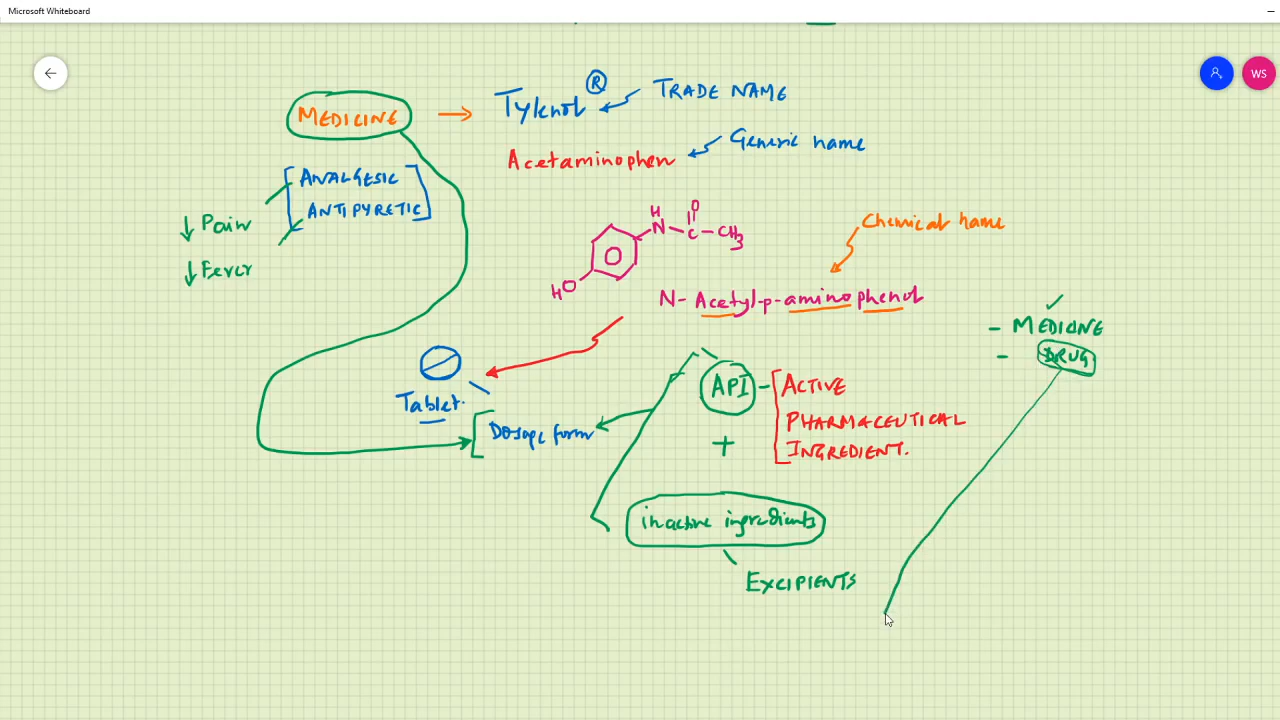 Microsoft Whiteboard
WS
MEDICINE
Tylenol ®
TRADE NAME
Acetaminophen
Generic name
ANALGESIC
ANTIPYRETIC
↓ Pain
↓ Fever
H O
N - C - CH3
HO
Chemical name
N- Acetyl-p-aminophenol
- MEDICINE
- DRUG
Tablet.
Dosage form
API - ACTIVE
PHARMACEUTICAL
INGREDIENT.
+
inactive ingredients
EXCIPIENTS